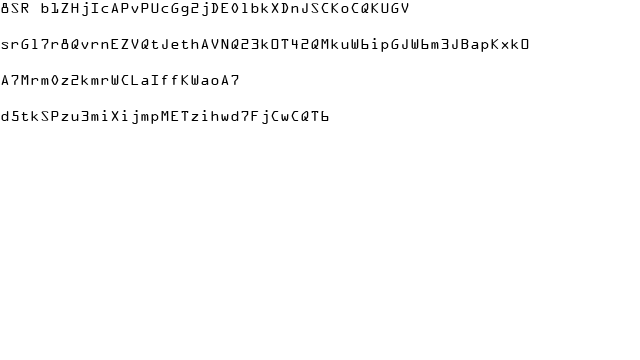 8SR b1ZHjIcAPvPUcGg2jDE01bkXDnJSCKoCQKUGV
srG17r8QvrnEZVQtJethAVNQ23kOT42QMkuW6ipGJW6m3JBapKxkO
A7Mrm0z2kmrWCLaIffKWaoA7
d5tkSPzu3miXijmpMETzihwd7FjCwCQT6